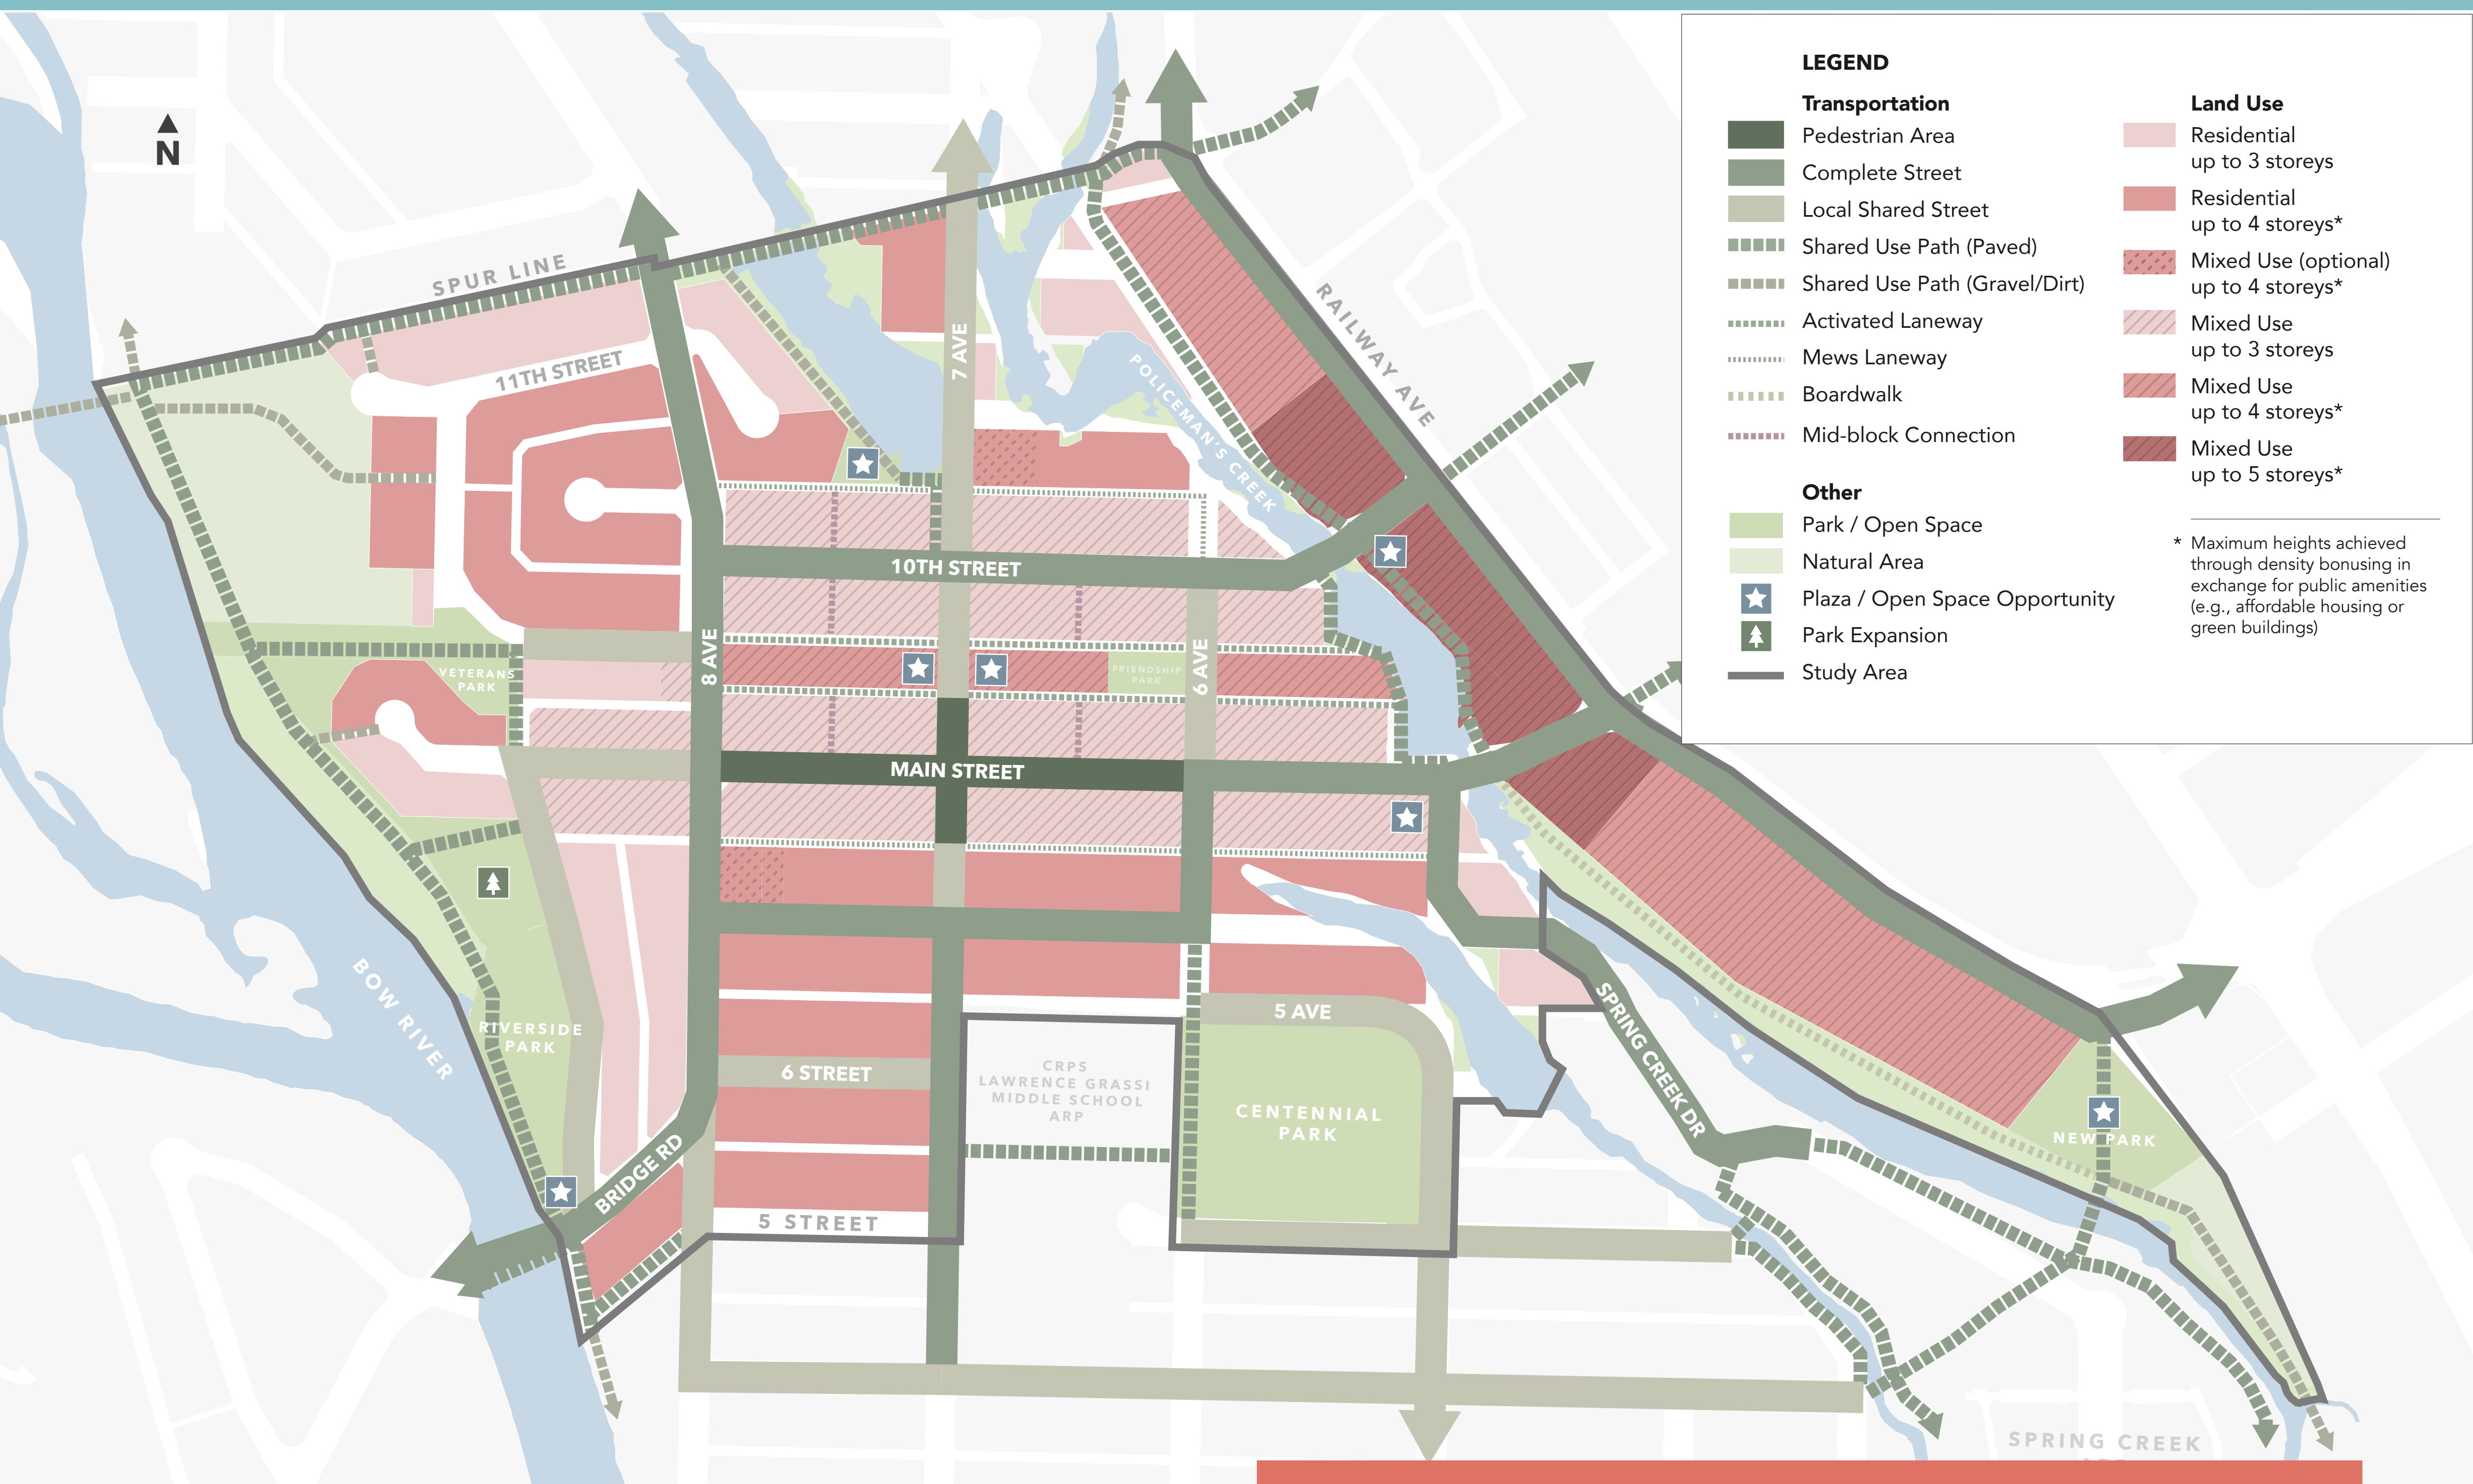 N
SPUR LINE
11TH STREET
7 AVE
POLICEMAN'S CREEK
RAILWAY AVE
10TH STREET
8 AVE
6 AVE
VETERANS
PARK
FRIENDSHIP
PARK
MAIN STREET
BOW RIVER
RIVERSIDE
PARK
5 AVE
SPRING CREEK DR
6 STREET
CRPS
LAWRENCE GRASSI
MIDDLE SCHOOL
ARP
CENTENNIAL
PARK
NEW PARK
BRIDGE RD
5 STREET
SPRING CREEK
LEGEND
Transportation
Pedestrian Area
Complete Street
Local Shared Street
Shared Use Path (Paved)
Shared Use Path (Gravel/Dirt)
Activated Laneway
Mews Laneway
Boardwalk
Mid-block Connection
Other
Park / Open Space
Natural Area
Plaza / Open Space Opportunity
Park Expansion
Study Area
Land Use
Residential
up to 3 storeys
Residential
up to 4 storeys*
Mixed Use (optional)
up to 4 storeys*
Mixed Use
up to 3 storeys
Mixed Use
up to 4 storeys*
Mixed Use
up to 5 storeys*
* Maximum heights achieved
through density bonusing in
exchange for public amenities
(e.g., affordable housing or
green buildings)